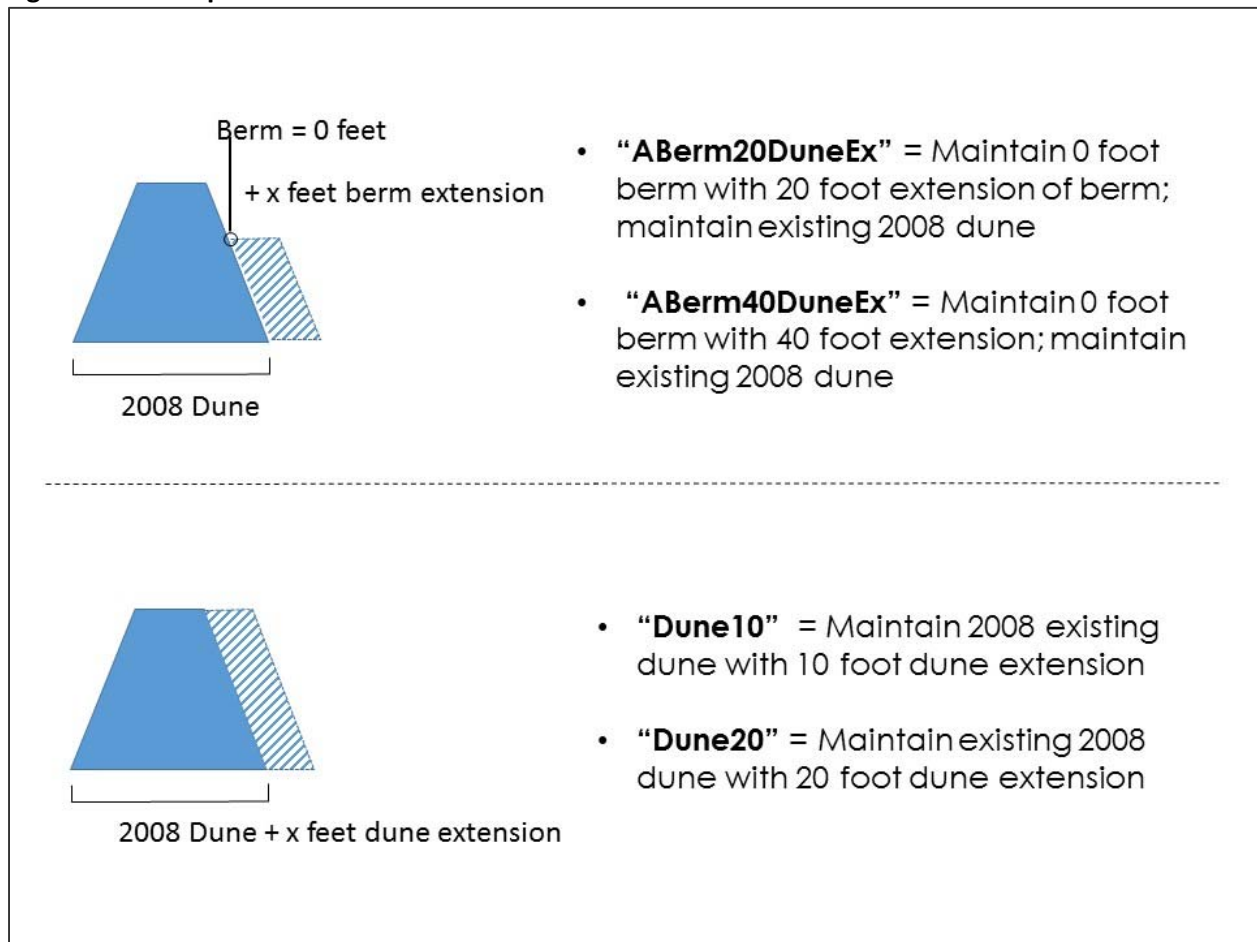 Berm = 0 feet
+ x feet berm extension
2008 Dune
• “ABerm20DuneEx” = Maintain 0 foot
berm with 20 foot extension of berm;
maintain existing 2008 dune
• “ABerm40DuneEx” = Maintain 0 foot
berm with 40 foot extension; maintain
existing 2008 dune
2008 Dune + x feet dune extension
• “Dune10” = Maintain 2008 existing
dune with 10 foot dune extension
• “Dune20” = Maintain existing 2008
dune with 20 foot dune extension